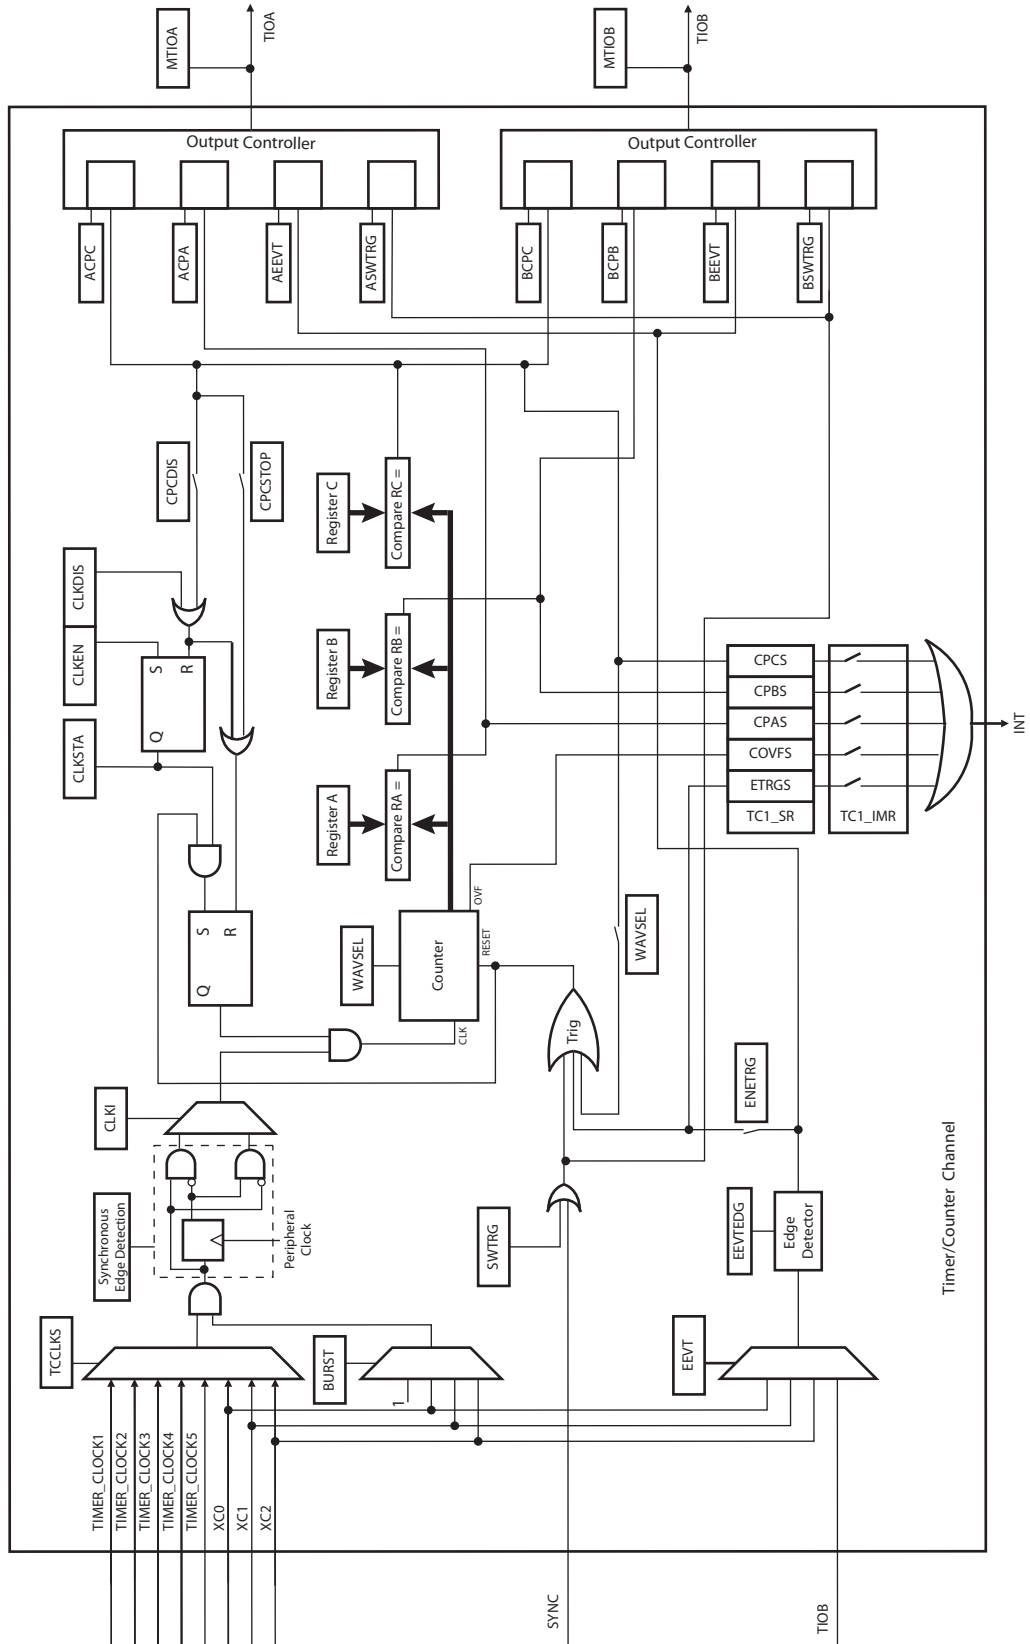 MTIOA
TIOA
MTIOB
TIOB
Output Controller
Output Controller
ACPC
ACPA
AEEVT
ASWTRG
BCPC
BCPB
BEEVT
BSWTRG
CPCDIS
CPCSTOP
Register C
Compare RC =
CLKDIS
CLKEN
CLKSTA
S
R
Q
Register B
Compare RB =
Register A
Compare RA =
CPCS
CPBS
CPAS
COVFS
ETRGS
TC1_SR
TC1_IMR
INT
S
R
Q
WAVSEL
Counter
OVF
RESET
CLK
WAVSEL
Trig
ENETRG
CLKI
Synchronous
Edge Detection
Peripheral
Clock
SWTRG
EEVTEDG
Edge
Detector
Timer/Counter Channel
TCCLKS
BURST
1
EEVT
TIMER_CLOCK1
TIMER_CLOCK2
TIMER_CLOCK3
TIMER_CLOCK4
TIMER_CLOCK5
XC0
XC1
XC2
SYNC
TIOB